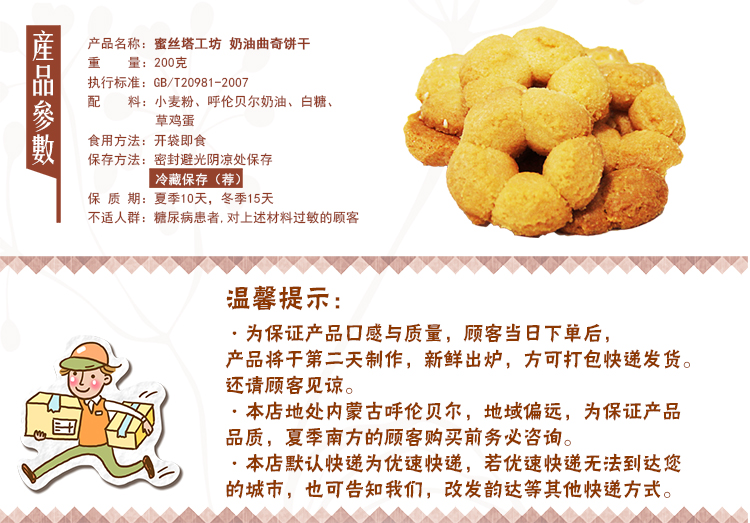 産品參數
产品名称：蜜丝塔工坊 奶油曲奇饼干
重　　量：200克
执行标准：GB/T20981-2007
配　　料：小麦粉、呼伦贝尔奶油、白糖、
草鸡蛋
食用方法：开袋即食
保存方法：密封避光阴凉处保存
冷藏保存（荐）
保 质 期：夏季10天，冬季15天
不适人群：糖尿病患者,对上述材料过敏的顾客
温馨提示：
·为保证产品口感与质量，顾客当日下单后，
产品将于第二天制作，新鲜出炉，方可打包快递发货。
还请顾客见谅。
·本店地处内蒙古呼伦贝尔，地域偏远，为保证产品
品质，夏季南方的顾客购买前务必咨询。
·本店默认快递为优速快递，若优速快递无法到达您
的城市，也可告知我们，改发韵达等其他快递方式。